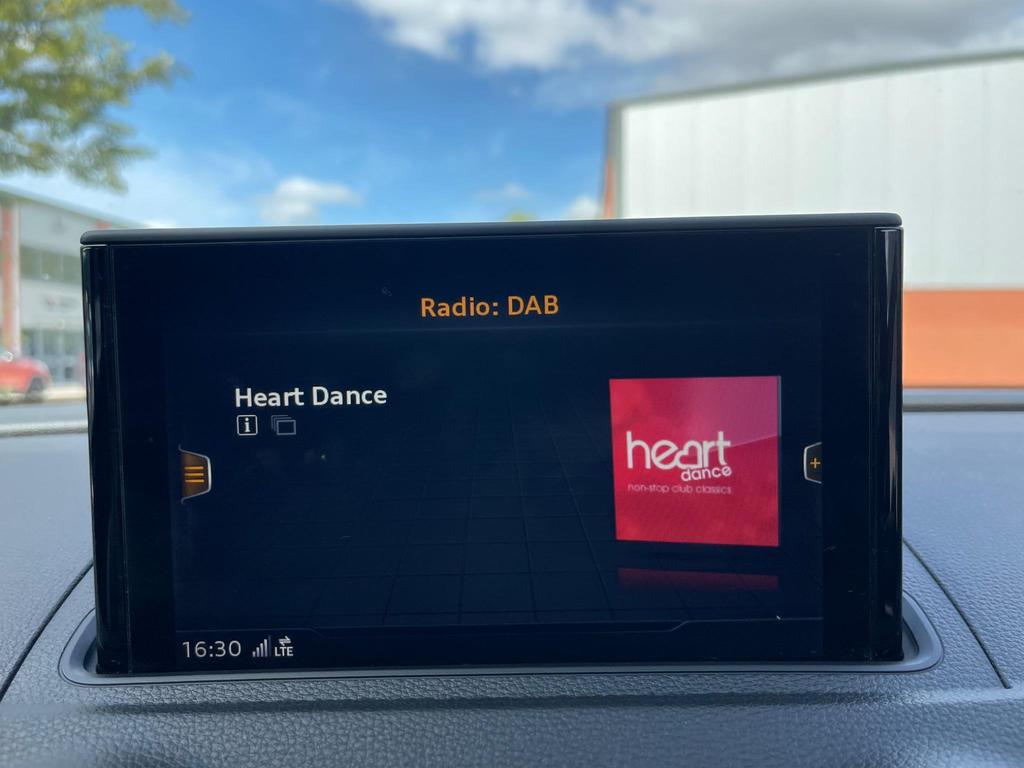 Radio: DAB
Heart Dance
heart
dance
non-stop club classics
16:30
LTE